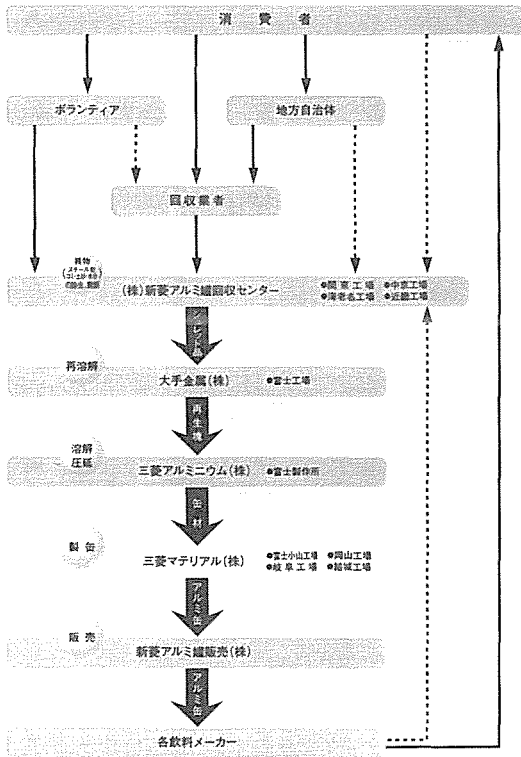 消費者
ボランティア
地方自治体
回収業者
異物
(株)新菱アルミ罐回収センター
●関東工場 ●中京工場
●海老名工場 ●近畿工場
プレス品
再溶解
大手金属(株) ●富士工場
再生塊
溶解
圧延
三菱アルミニウム(株) ●富士製作所
缶材
製缶
三菱マテリアル(株)
●富士小山工場 ●岡山工場
●岐阜工場 ●結城工場
アルミ缶
販売
新菱アルミ罐販売(株)
アルミ缶
各飲料メーカー